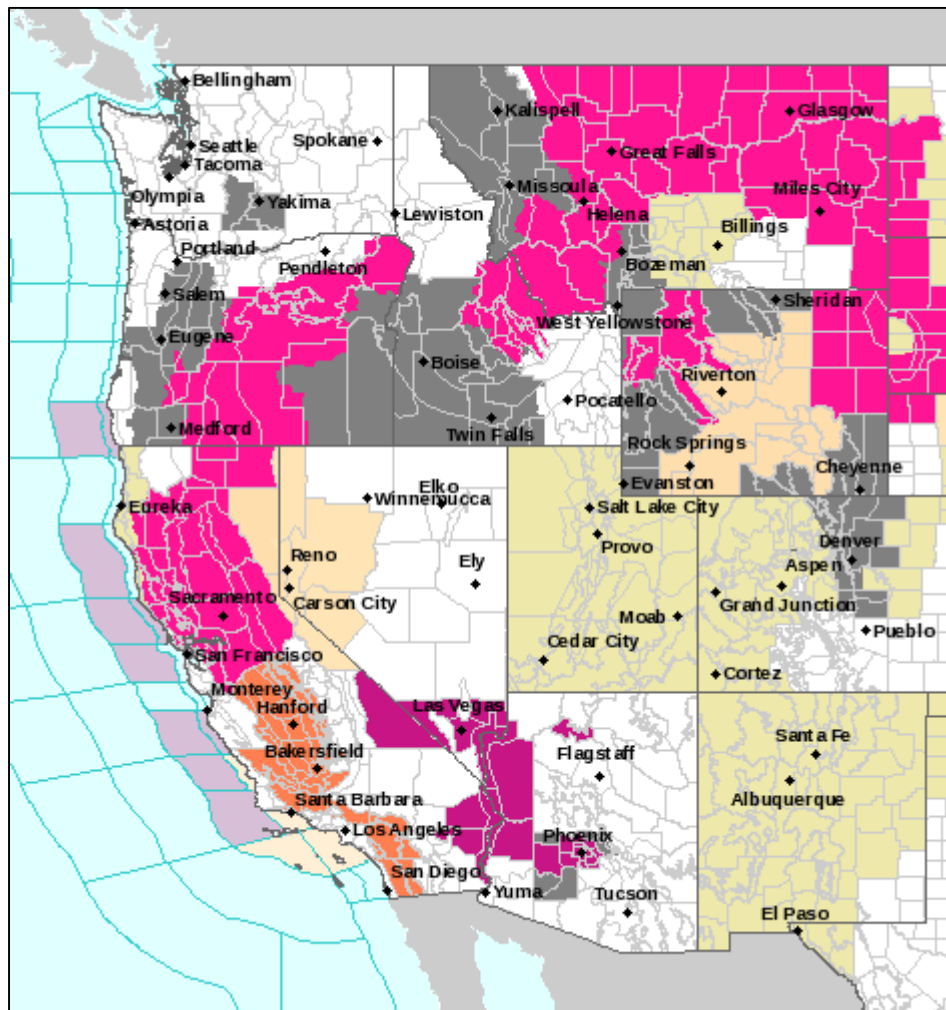 Bellingham
Kalispell
Glasgow
Seattle
Spokane
Great Falls
Tacoma
Missoula
Miles City
Olympia
Yakima
Helena
Lewiston
Astoria
Billings
Portland
Pendleton
Bozeman
Salem
Sheridan
West Yellowstone
Eugene
Boise
Riverton
Pocatello
Medford
Twin Falls
Rock Springs
Cheyenne
Elko
Evanston
Winnemucca
Eureka
Salt Lake City
Provo
Denver
Reno
Aspen
Ely
Sacramento
Carson City
Grand Junction
Moab
Pueblo
San Francisco
Cedar City
Cortez
Monterey
Hanford
Las Vegas
Santa Fe
Bakersfield
Flagstaff
Albuquerque
Santa Barbara
Los Angeles
Phoenix
San Diego
Yuma
Tucson
El Paso